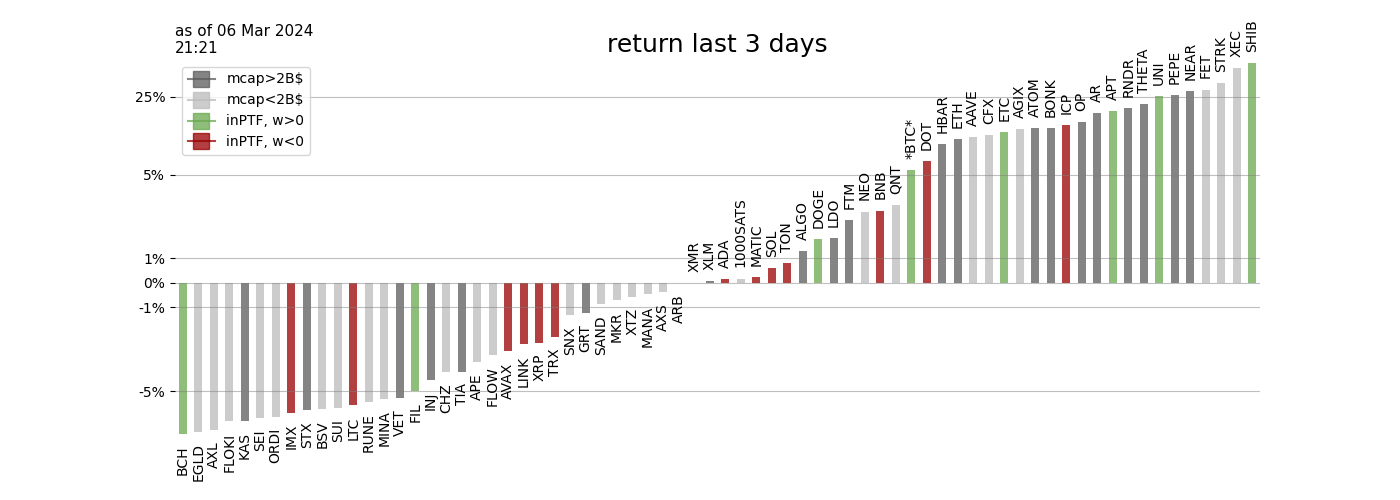 as of 06 Mar 2024
21:21
return last 3 days
mcap>2B$
mcap<2B$
inPTF, w>0
inPTF, w<0
25%
5%
1%
0%
-1%
-5%
BCH
EGLD
AXL
FLOKI
KAS
SEI
ORDI
IMX
STX
BSV
SUI
LTC
RUNE
MINA
VET
FIL
INJ
CHZ
TIA
APE
FLOW
AVAX
LINK
XRP
TRX
SNX
GRT
SAND
MKR
XTZ
MANA
AXS
ARB
XMR
XLM
ADA
1000SATS
MATIC
SOL
TON
ALGO
DOGE
LDO
FTM
NEO
BNB
QNT
*BTC*
DOT
HBAR
ETH
AAVE
CFX
ETC
AGIX
ATOM
BONK
ICP
OP
AR
APT
RNDR
THETA
UNI
PEPE
NEAR
FET
STRK
XEC
SHIB